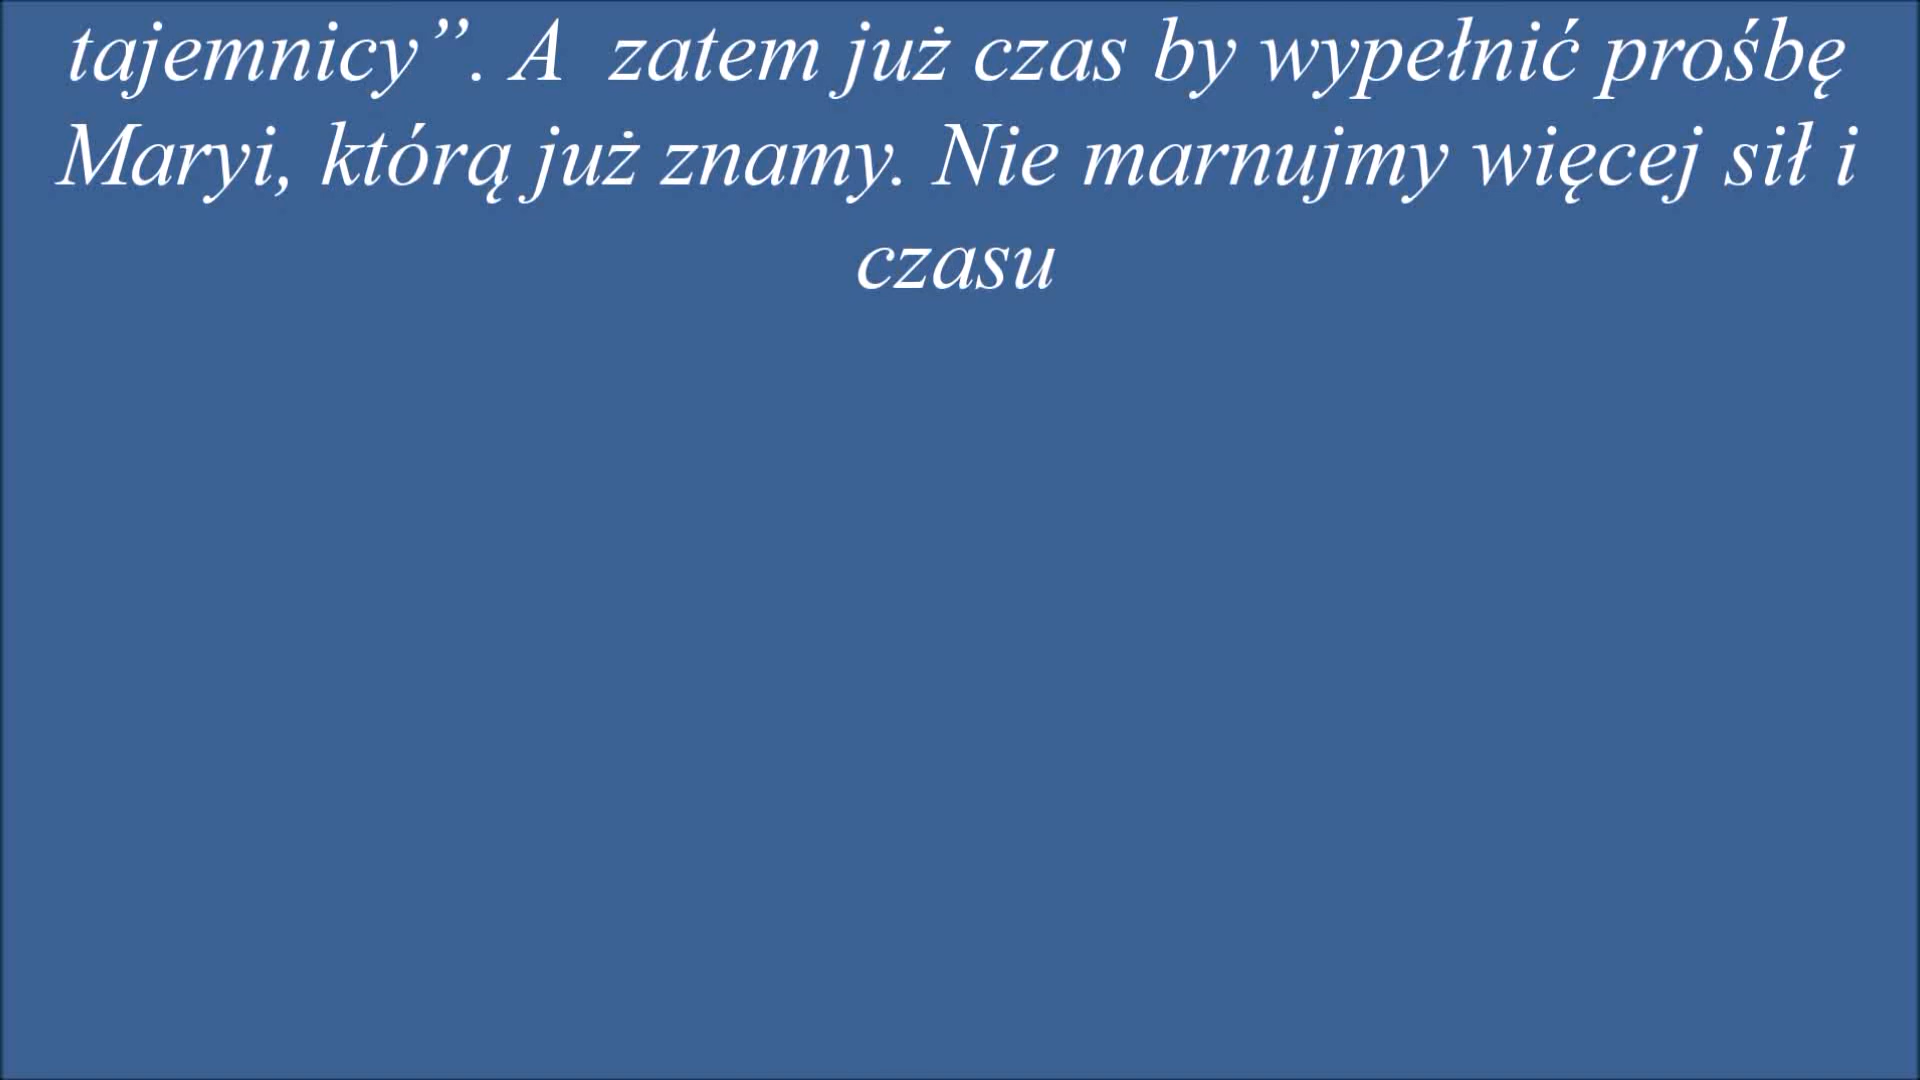 tajemnicy”. A  zatem już czas by wypełnić prośbę
Maryi, którą już znamy. Nie marnujmy więcej sił i
czasu